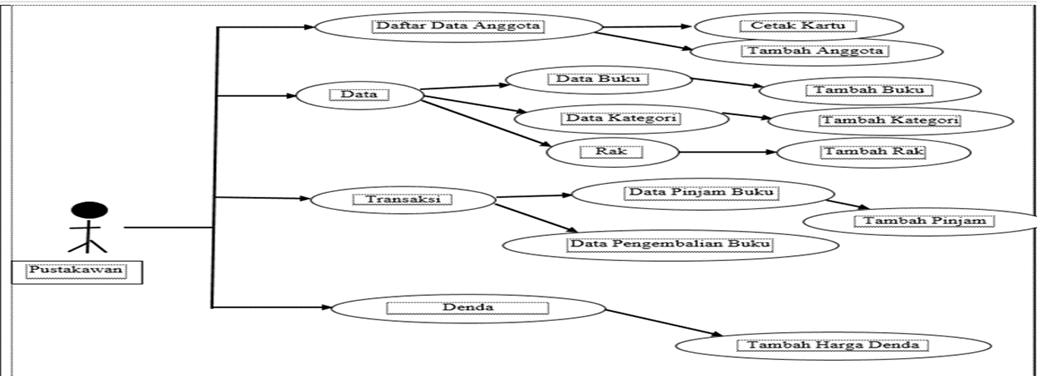 Daftar Data Anggota
Cetak Kartu
Tambah Anggota
Data
Data Buku
Tambah Buku
Data Kategori
Tambah Kategori
Rak
Tambah Rak
Transaksi
Data Pinjam Buku
Tambah Pinjam
Data Pengembalian Buku
Pustakawan
Denda
Tambah Harga Denda